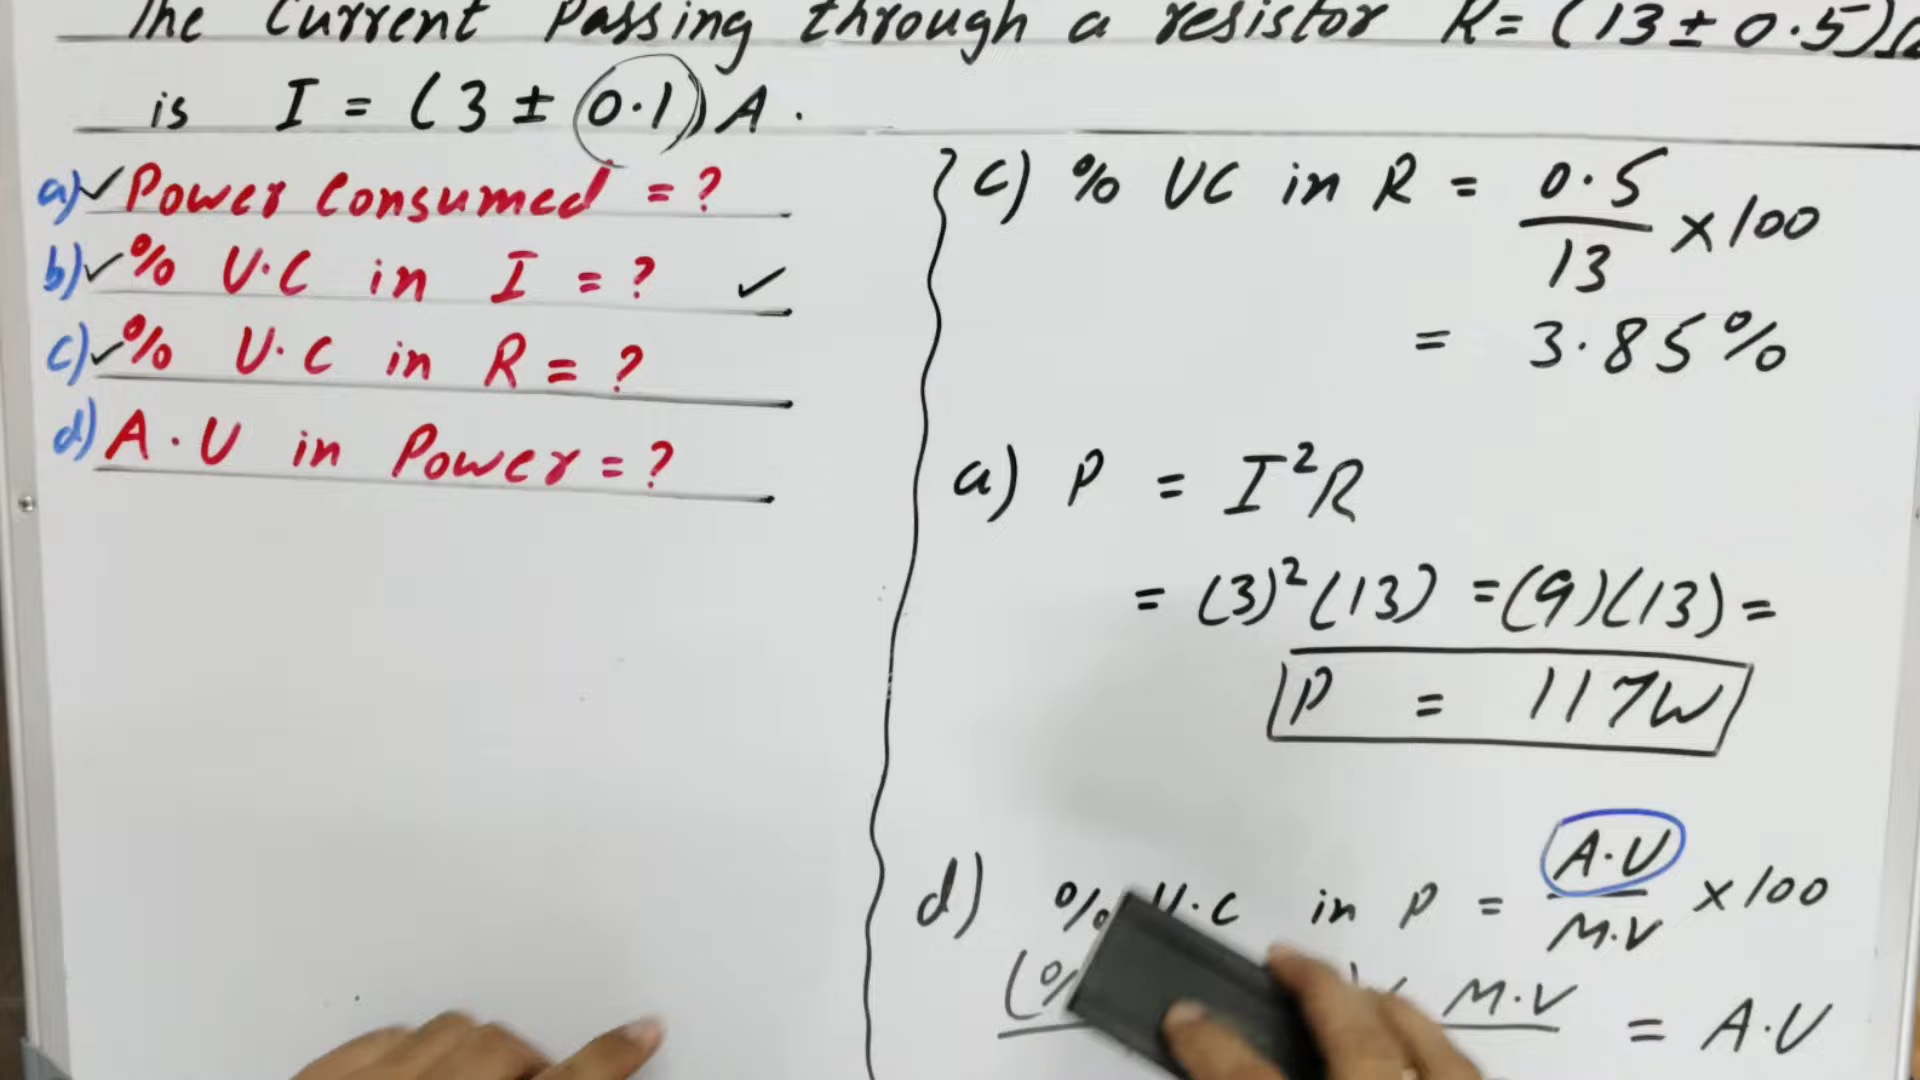 The Current Passing through a resistor R = (13 ± 0.5)Ω
is I = (3 ± 0.1) A .
a) ✓ Power Consumed = ?
b) ✓ % U.C in I = ? ✓
c) ✓ % U.C in R = ?
d) A.U in Power = ?
C) % UC in R = 0.5/13 × 100
= 3.85%
a) P = I²R
= (3)² (13) = (9)(13) =
P = 117W
d) % U.C in P = A.U/M.V × 100
(% M.V = A.U